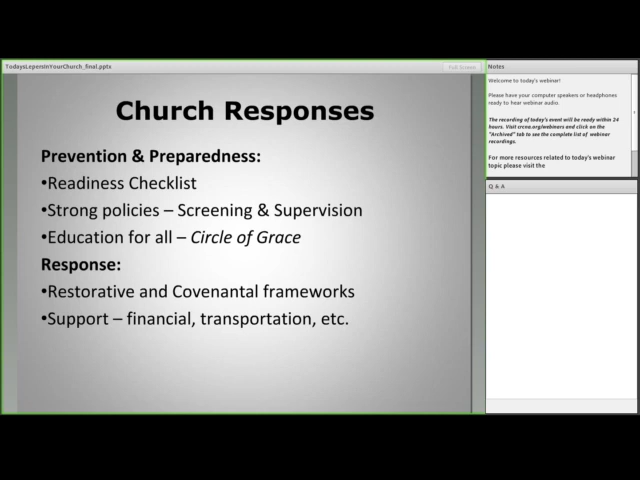 TodaysLepersInYourChurch_final.pptx
Full Screen
Church Responses
Prevention & Preparedness:
•Readiness Checklist
•Strong policies – Screening & Supervision
•Education for all – Circle of Grace
Response:
•Restorative and Covenantal frameworks
•Support – financial, transportation, etc.
Notes
Welcome to today's webinar!
Please have your computer speakers or headphones
ready to hear webinar audio.
The recording of today's event will be ready within 24
hours. Visit crcna.org/webinars and click on the
"Archived" tab to see the complete list of webinar
recordings.
For more resources related to today's webinar
topic please visit the
Q & A